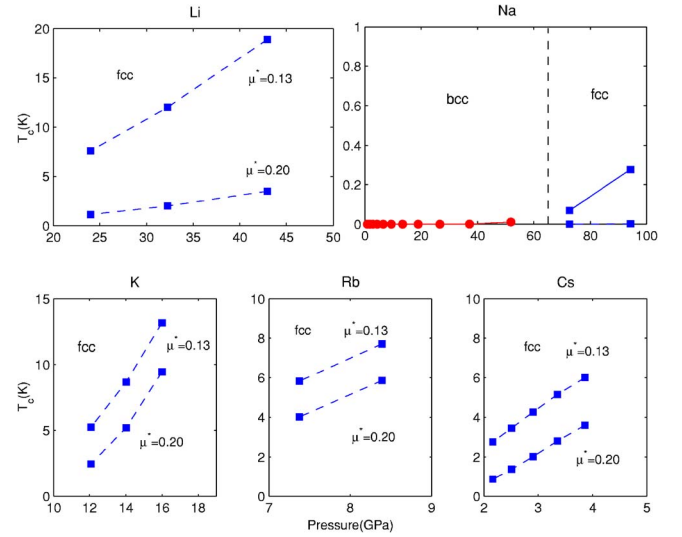 Li
20
15
10
5
0
T_c(K)
fcc
μ*=0.13
μ*=0.20
20 25 30 35 40 45 50
Na
1
0.8
0.6
0.4
0.2
0
bcc
fcc
0 20 40 60 80 100
K
15
10
5
0
T_c(K)
fcc
μ*=0.13
μ*=0.20
10 12 14 16 18
Rb
10
8
6
4
2
0
fcc
μ*=0.13
μ*=0.20
7 8 9
Pressure(GPa)
Cs
10
8
6
4
2
0
fcc
μ*=0.13
μ*=0.20
2 3 4 5